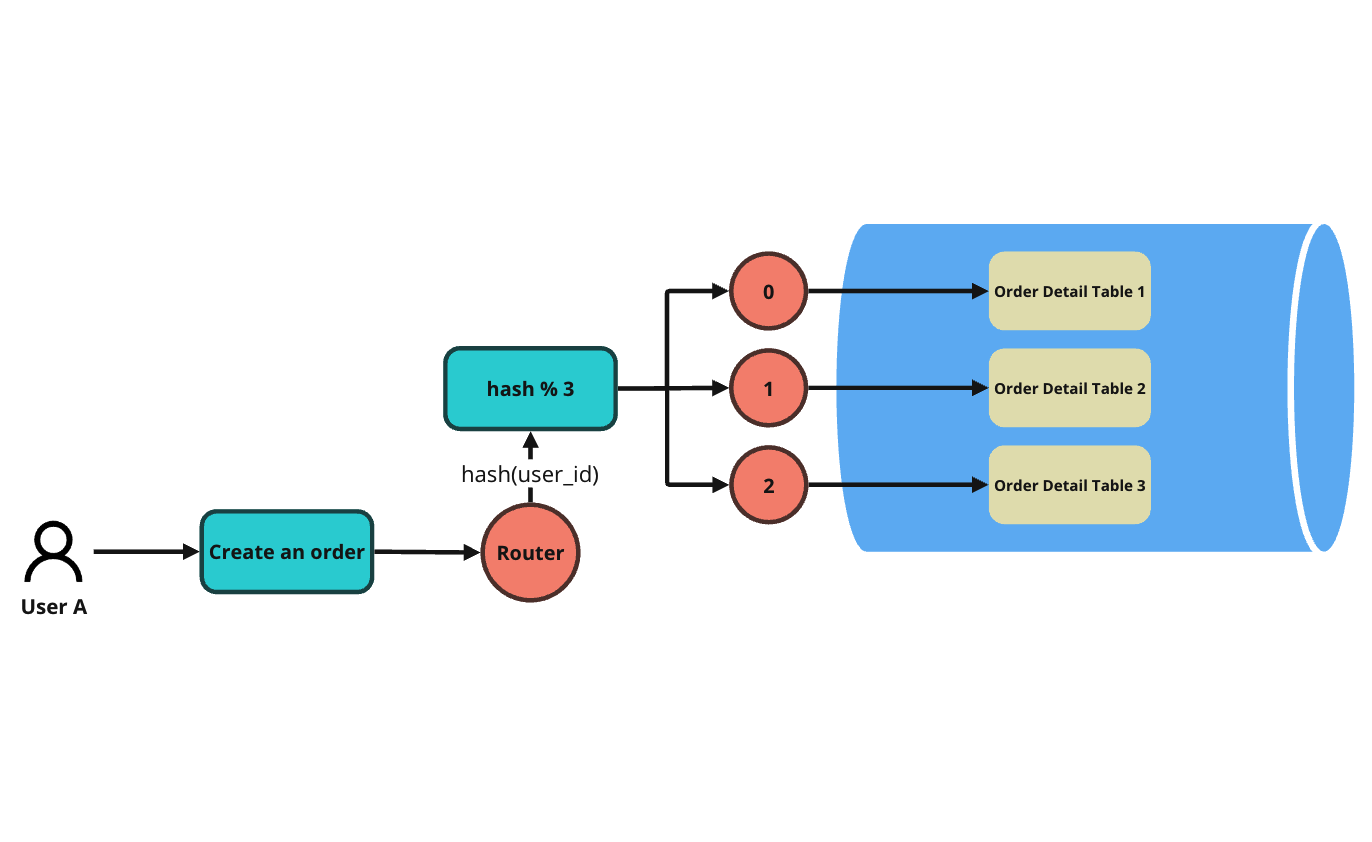 User A
Create an order
Router
hash(user_id)
hash % 3
0
1
2
Order Detail Table 1
Order Detail Table 2
Order Detail Table 3